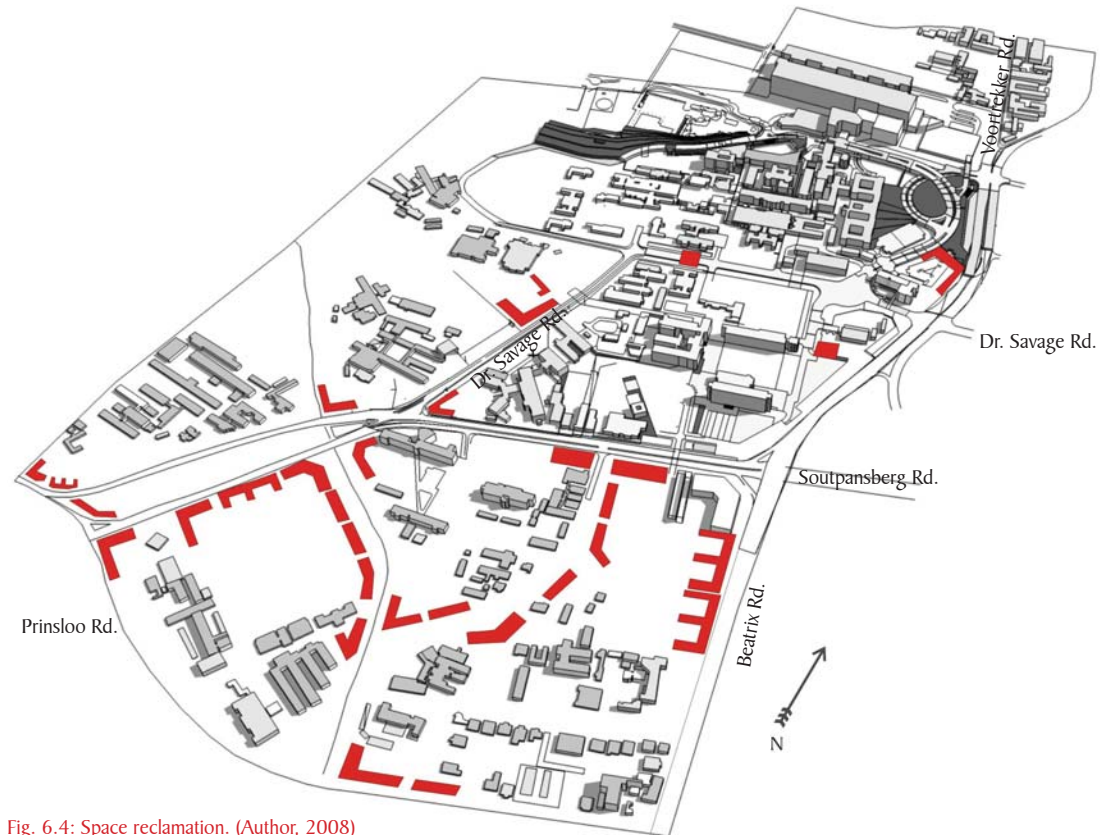 Voortrekker Rd.
Dr. Savage Rd.
Dr. Savage Rd.
Soutpansberg Rd.
Prinsloo Rd.
Beatrix Rd.
N
Fig. 6.4: Space reclamation. (Author, 2008)